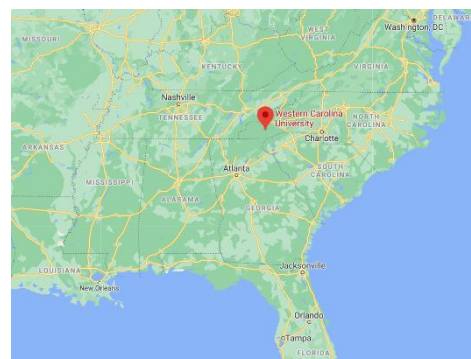 DELAWAR
Washington, DC
WEST
VIRGINIA
MISSOURI
KENTUCKY
VIRGINIA
Nashville
TENNESSEE
Western Carolina
University
NORTH
CAROLINA
Charlotte
ARKANSAS
Atlanta
SOUTH
CAROLINA
MISSISSIPPI
ALABAMA
GEORGIA
LOUISIANA
Jacksonville
New Orleans
Orlando
Tampa
FLORIDA